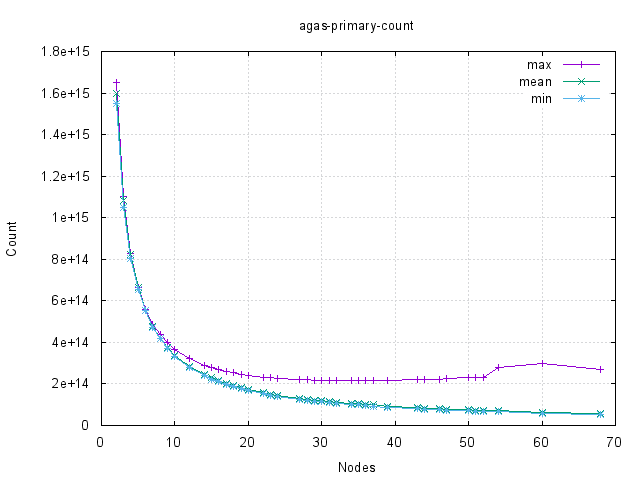 agas-primary-count
1.8e+15
1.6e+15
1.4e+15
1.2e+15
1e+15
8e+14
6e+14
4e+14
2e+14
0
Count
max
mean
min
0 10 20 30 40 50 60 70
Nodes